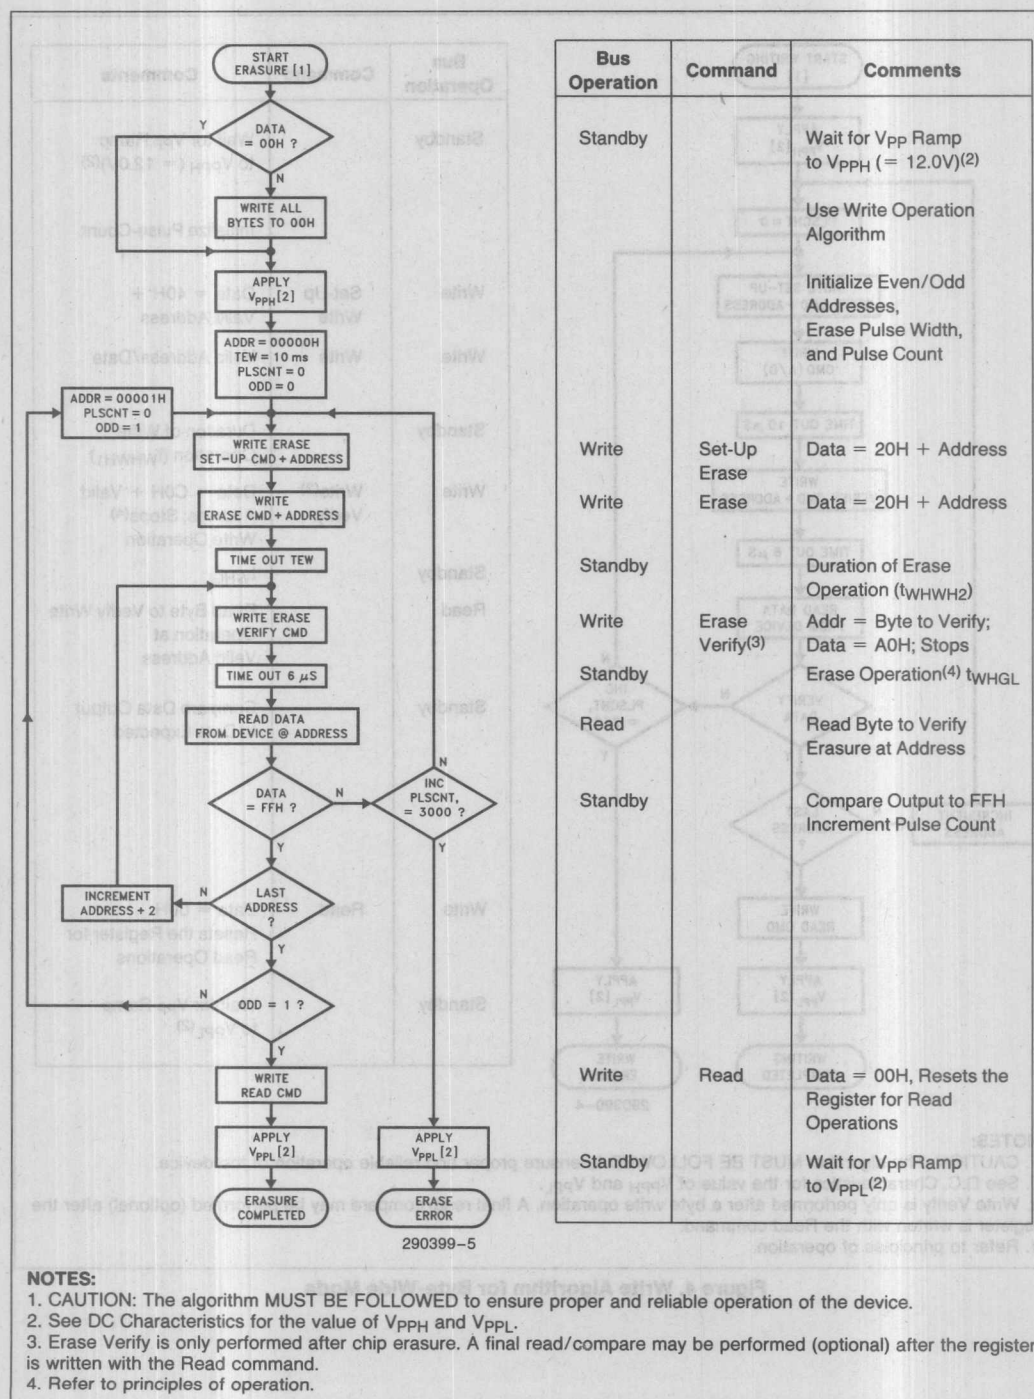 START
ERASURE [1]
Y
DATA
= 00H ?
N
WRITE ALL
BYTES TO 00H
APPLY
VPPH[2]
ADDR = 00000H
TEW = 10 ms
PLSCNT = 0
ODD = 0
ADDR = 00001H
PLSCNT = 0
ODD = 1
WRITE ERASE
SET-UP CMD + ADDRESS
WRITE
ERASE CMD + ADDRESS
TIME OUT TEW
WRITE ERASE
VERIFY CMD
TIME OUT 6 μS
READ DATA
FROM DEVICE @ ADDRESS
DATA
= FFH ?
N
Y
INC
PLSCNT,
= 3000 ?
N
Y
LAST
ADDRESS
?
N
Y
INCREMENT
ADDRESS + 2
ODD = 1 ?
N
Y
WRITE
READ CMD
APPLY
VPPL[2]
APPLY
VPPL[2]
ERASURE
COMPLETED
ERASE
ERROR
290399-5
Bus
Operation
Command
Comments
Standby
Wait for VPP Ramp
to VPPH (= 12.0V)(2)
Use Write Operation
Algorithm
Initialize Even/Odd
Addresses,
Erase Pulse Width,
and Pulse Count
Write
Set-Up
Erase
Data = 20H + Address
Write
Erase
Data = 20H + Address
Standby
Duration of Erase
Operation (tWHWH2)
Write
Erase
Verify(3)
Addr = Byte to Verify;
Data = A0H; Stops
Standby
Erase Operation(4) tWHGL
Read
Read Byte to Verify
Erasure at Address
Standby
Compare Output to FFH
Increment Pulse Count
Write
Read
Data = 00H, Resets the
Register for Read
Operations
Standby
Wait for VPP Ramp
to VPPL(2)
NOTES:
1. CAUTION: The algorithm MUST BE FOLLOWED to ensure proper and reliable operation of the device.
2. See DC Characteristics for the value of VPPH and VPPL.
3. Erase Verify is only performed after chip erasure. A final read/compare may be performed (optional) after the register
is written with the Read command.
4. Refer to principles of operation.